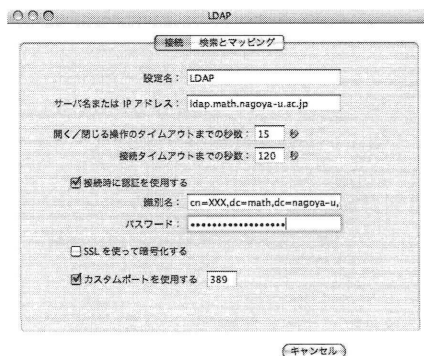 LDAP
接続 検索とマッピング
設定名: LDAP
サーバ名または IP アドレス: ldap.math.nagoya-u.ac.jp
開く／閉じる操作のタイムアウトまでの秒数: 15 秒
接続タイムアウトまでの秒数: 120 秒
接続時に認証を使用する
識別名: cn=XXX,dc=math,dc=nagoya-u,
パスワード: ••••••••••••••••••
SSL を使って暗号化する
カスタムポートを使用する 389
キャンセル